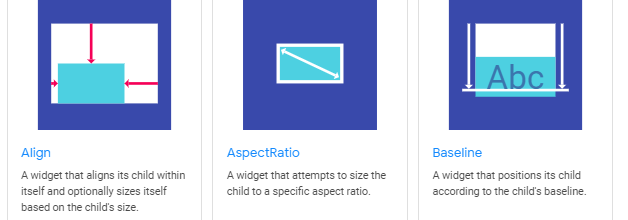 Abc
Align
A widget that aligns its child within
itself and optionally sizes itself
based on the child's size.
AspectRatio
A widget that attempts to size the
child to a specific aspect ratio.
Baseline
A widget that positions its child
according to the child's baseline.